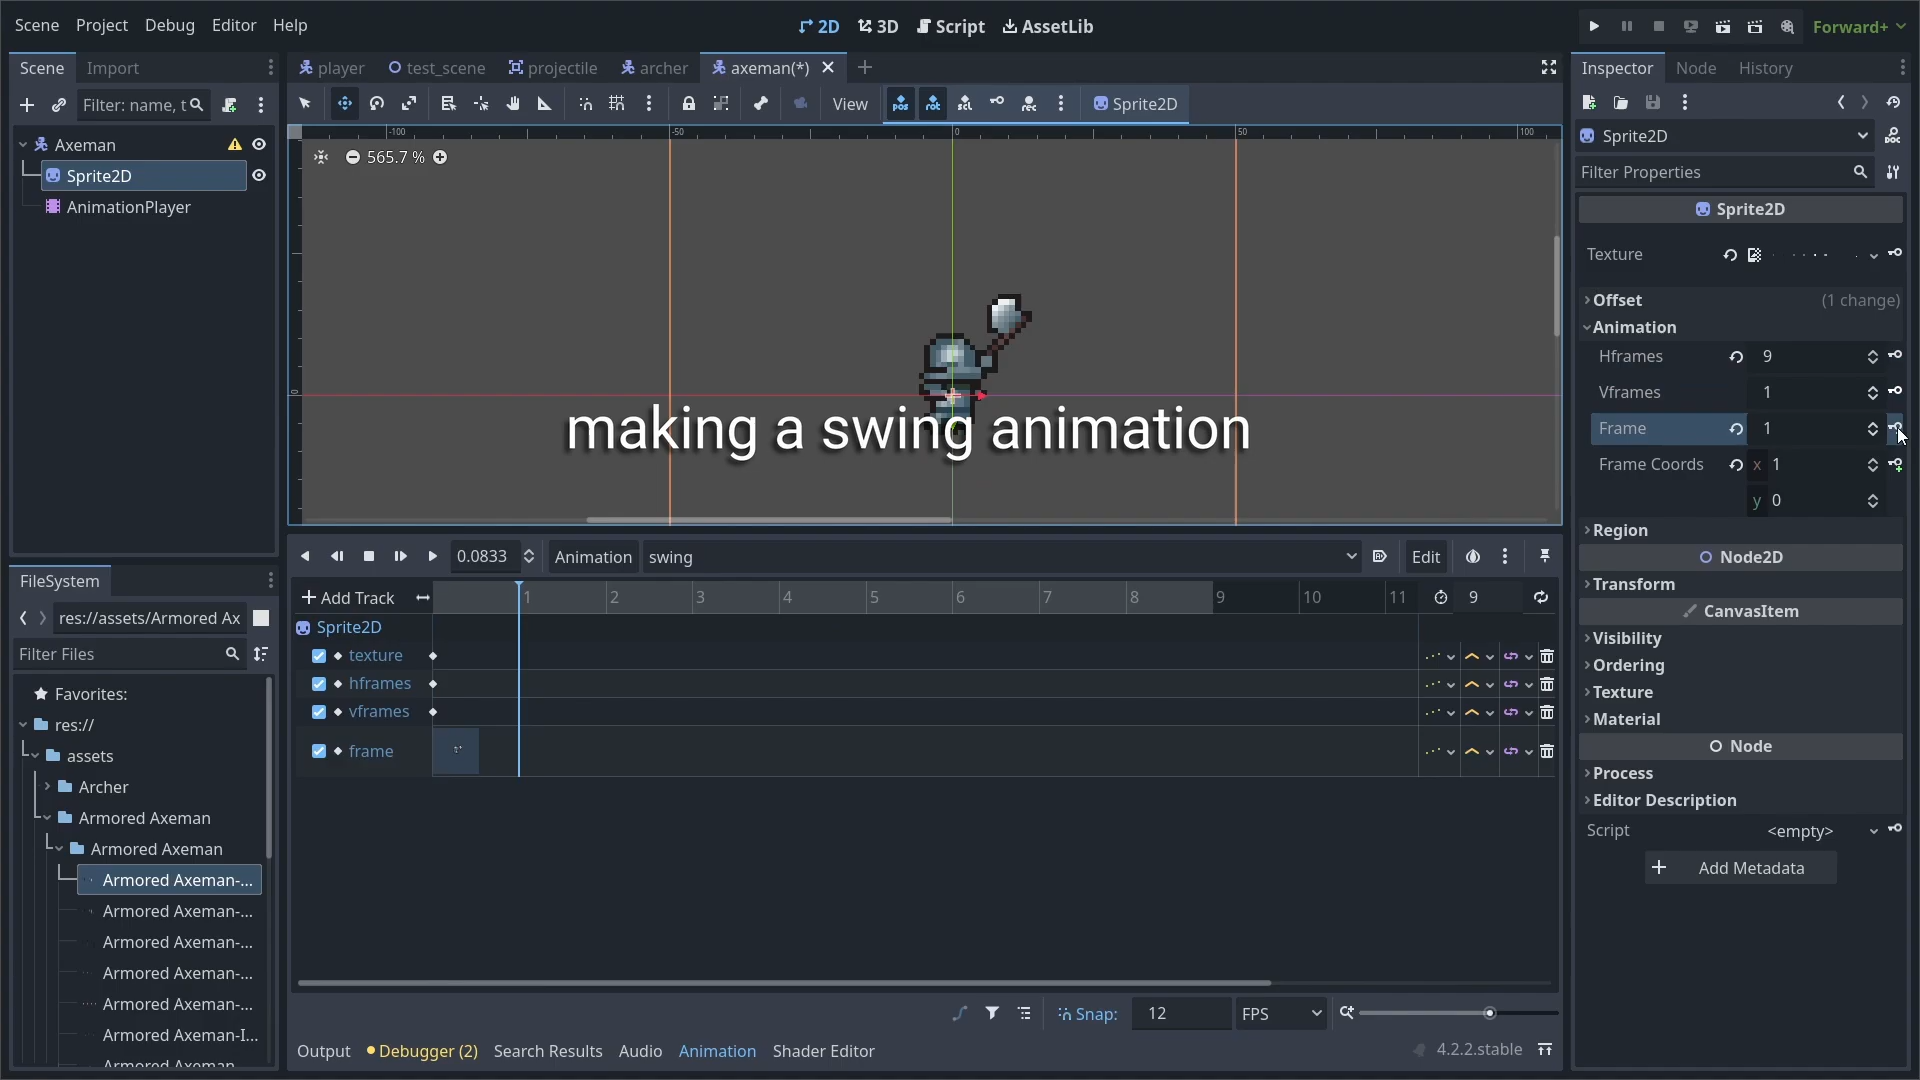 Scene Project Debug Editor Help
2D 3D Script AssetLib
Forward+
Scene Import
player test_scene projectile archer axeman(*)
Inspector Node History
Filter: name, t
View
Sprite2D
Axeman
Sprite2D
AnimationPlayer
-100 -50 0 50 100
565.7 %
0
making a swing animation
Sprite2D
Filter Properties
Sprite2D
Texture
Offset (1 change)
Animation
Hframes 9
Vframes 1
Frame 1
Frame Coords x 1
y 0
Region
Node2D
Transform
CanvasItem
Visibility
Ordering
Texture
Material
Node
Process
Editor Description
Script <empty>
Add Metadata
0.0833 Animation swing Edit
Add Track 1 2 3 4 5 6 7 8 9 10 11 9
Sprite2D
texture
hframes
vframes
frame
FileSystem
res://assets/Armored Ax
Filter Files
Favorites:
res://
assets
Archer
Armored Axeman
Armored Axeman
Armored Axeman-...
Armored Axeman-...
Armored Axeman-...
Armored Axeman-...
Armored Axeman-...
Armored Axeman-I...
Armored Axeman
Snap: 12 FPS
Output Debugger (2) Search Results Audio Animation Shader Editor 4.2.2.stable